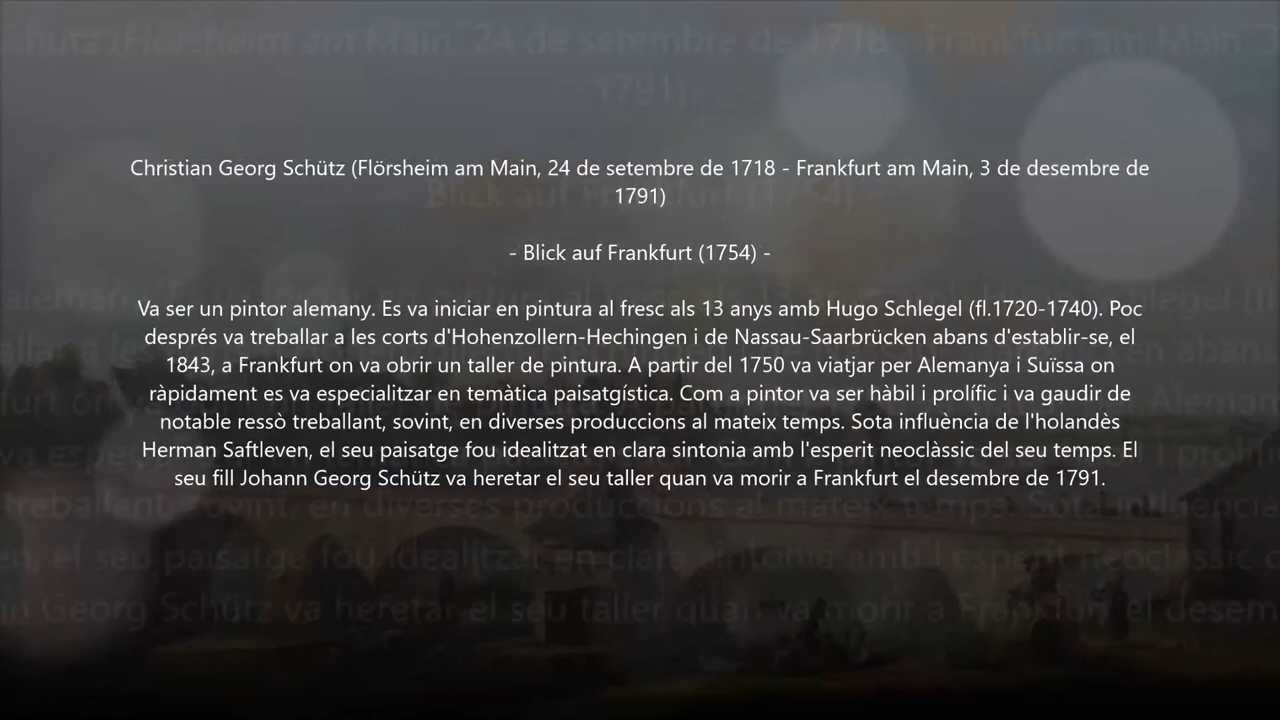 Christian Georg Schütz (Flörsheim am Main, 24 de setembre de 1718 - Frankfurt am Main, 3 de desembre de
1791)
- Blick auf Frankfurt (1754) -
Va ser un pintor alemany. Es va iniciar en pintura al fresc als 13 anys amb Hugo Schlegel (fl.1720-1740). Poc
després va treballar a les corts d'Hohenzollern-Hechingen i de Nassau-Saarbrücken abans d'establir-se, el
1843, a Frankfurt on va obrir un taller de pintura. A partir del 1750 va viatjar per Alemanya i Suïssa on
ràpidament es va especialitzar en temàtica paisatgística. Com a pintor va ser hàbil i prolífic i va gaudir de
notable ressò treballant, sovint, en diverses produccions al mateix temps. Sota influència de l'holandès
Herman Saftleven, el seu paisatge fou idealitzat en clara sintonia amb l'esperit neoclàssic del seu temps. El
seu fill Johann Georg Schütz va heretar el seu taller quan va morir a Frankfurt el desembre de 1791.